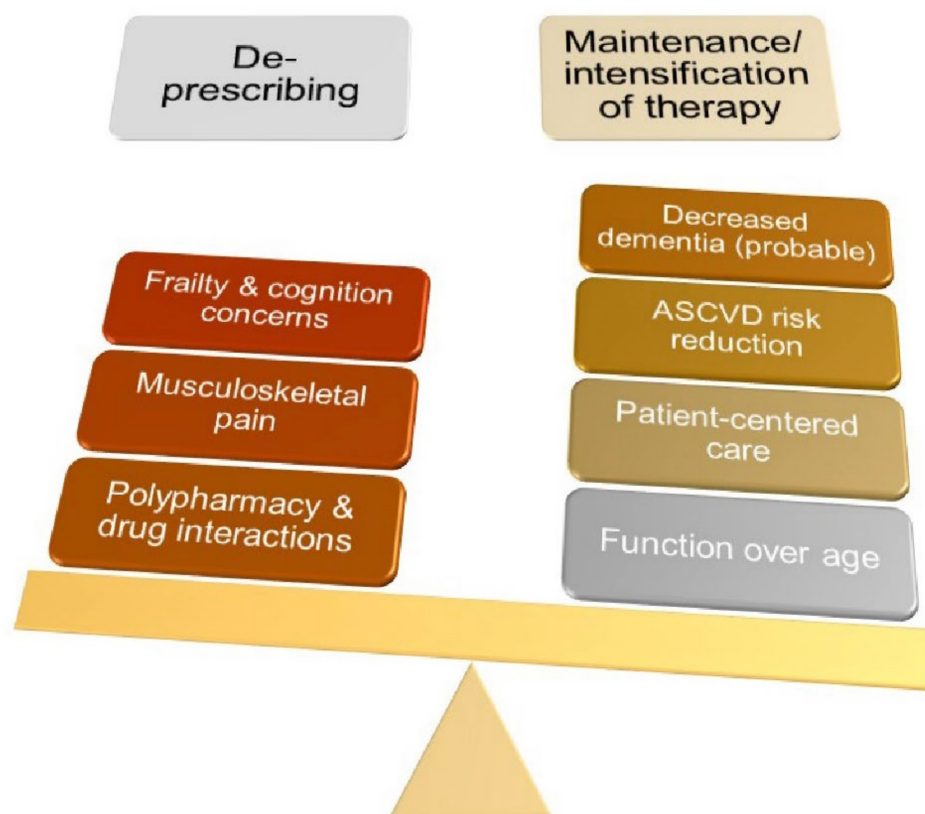 De-
prescribing
Maintenance/
intensification
of therapy
Frailty & cognition
concerns
Musculoskeletal
pain
Polypharmacy &
drug interactions
Decreased
dementia (probable)
ASCVD risk
reduction
Patient-centered
care
Function over age